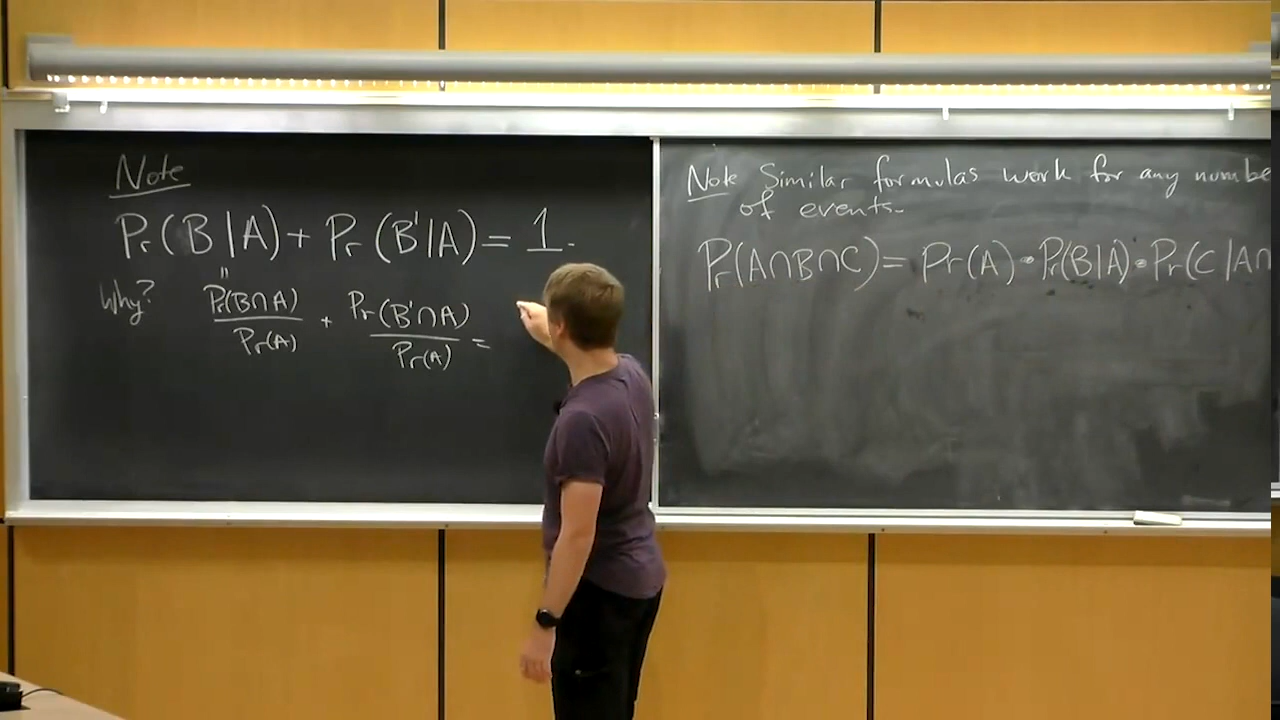 Note
Pr(B|A) + Pr(B'|A) = 1.
Why? " Pr(B∩A)/Pr(A) + Pr(B'∩A)/Pr(A) =
Note Similar formulas work for any numbe
of events.
Pr(A∩B∩C) = Pr(A) • Pr(B|A) • Pr(C|A∩